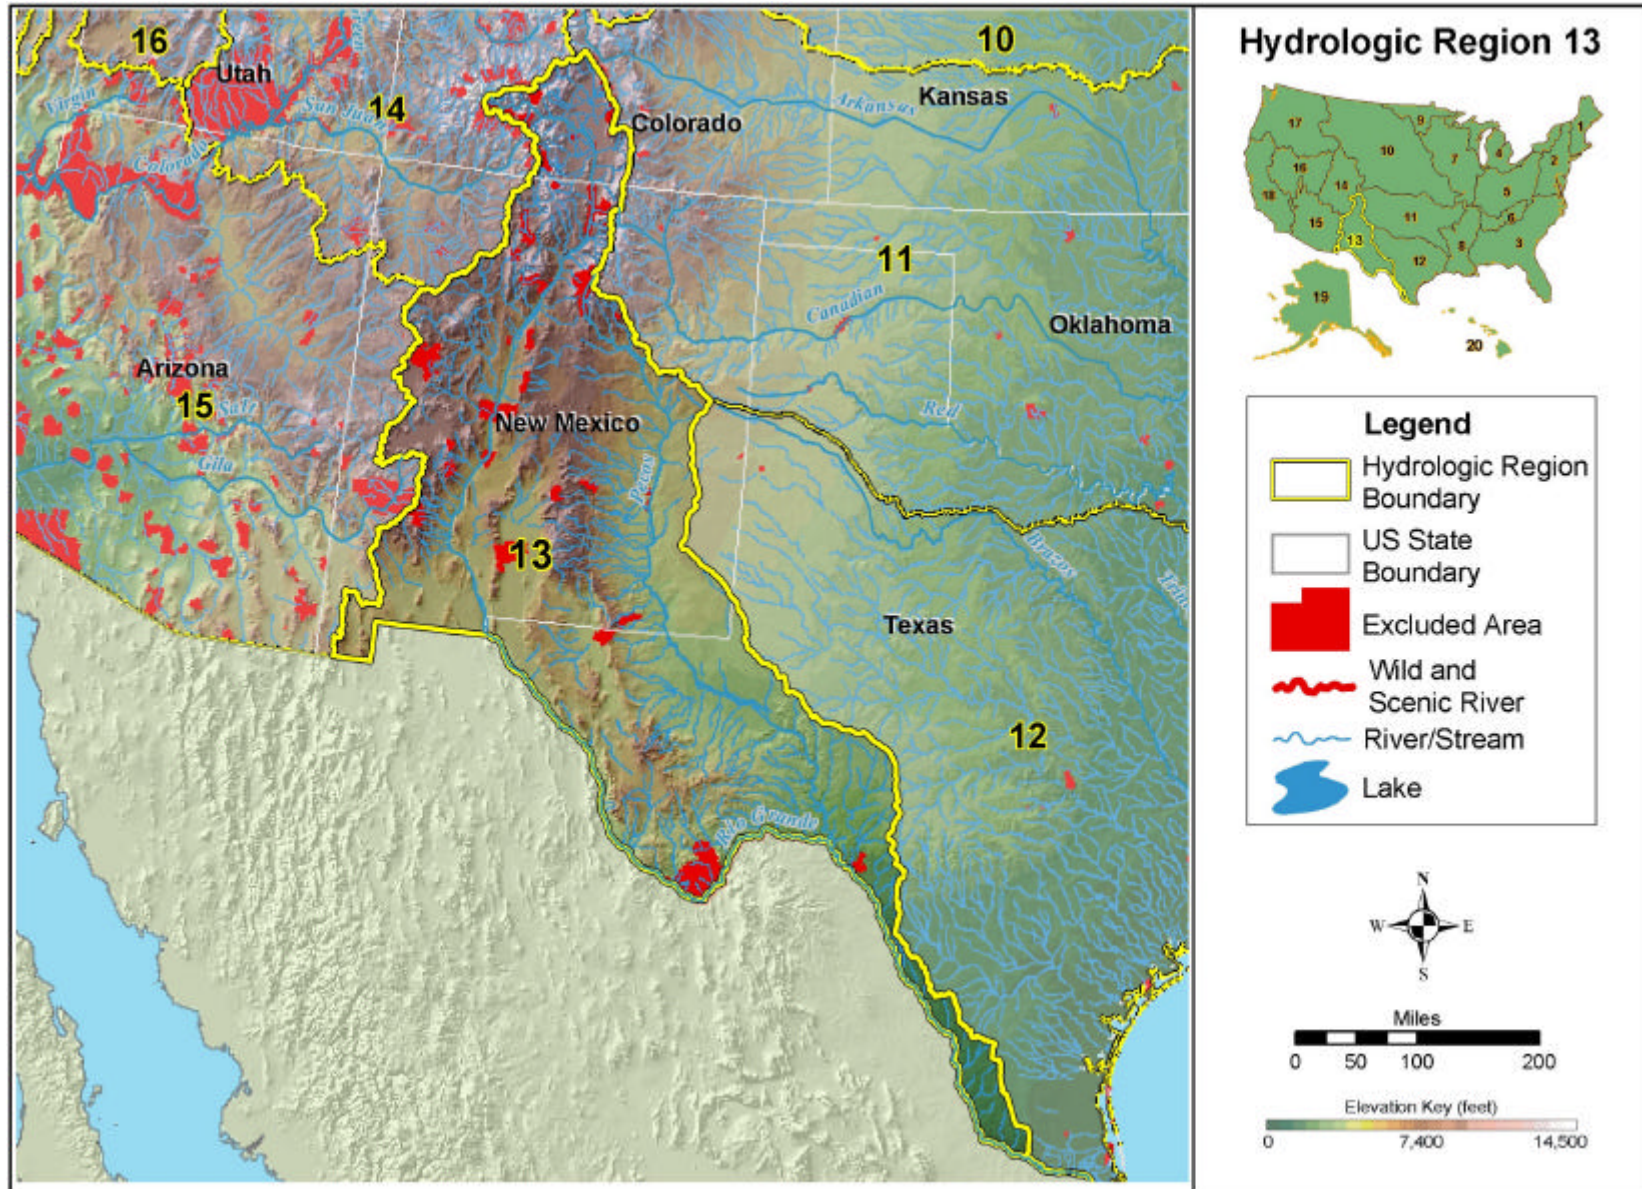 Hydrologic Region 13
16
Utah
10
Kansas
14
Virgin
San Juan
Colorado
Arkansas
Colorado
11
Canadian
Oklahoma
Arizona
15
Salt
Gila
New Mexico
Red
Pecos
13
Brazos
Texas
12
Rio Grande
17
9
1
10
7
4
2
16
14
5
18
15
11
6
13
12
8
3
19
20
Legend
Hydrologic Region
Boundary
US State
Boundary
Excluded Area
Wild and
Scenic River
River/Stream
Lake
N
W E
S
Miles
0 50 100 200
Elevation Key (feet)
0 7,400 14,500